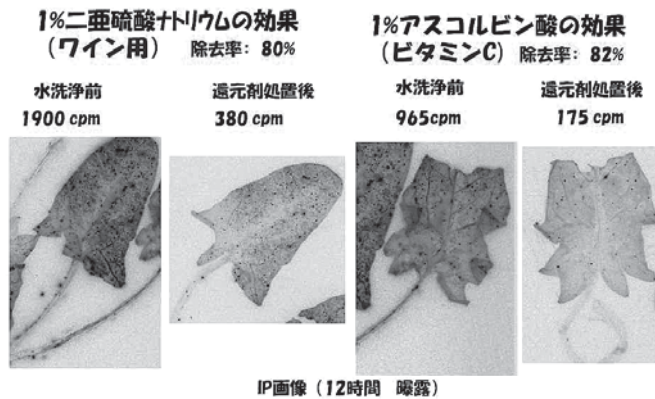 1%二亜硫酸ナトリウムの効果
(ワイン用) 除去率: 80%
水洗浄前
1900 cpm
還元剤処置後
380 cpm
1%アスコルビン酸の効果
(ビタミンC) 除去率: 82%
水洗浄前
965cpm
還元剤処置後
175 cpm
IP画像 (12時間 曝露)